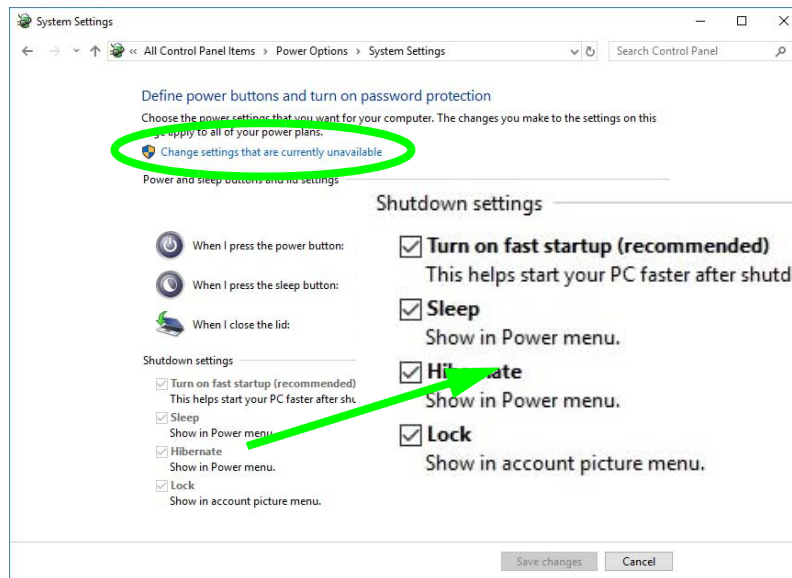 System Settings
« All Control Panel Items > Power Options > System Settings
Search Control Panel
Define power buttons and turn on password protection
Choose the power settings that you want for your computer. The changes you make to the settings on this
page apply to all of your power plans.
Change settings that are currently unavailable
Power and sleep buttons and lid settings
When I press the power button:
When I press the sleep button:
When I close the lid:
Shutdown settings
Turn on fast startup (recommended)
This helps start your PC faster after shu
Sleep
Show in Power menu.
Hibernate
Show in Power menu.
Lock
Show in account picture menu.
Shutdown settings
Turn on fast startup (recommended)
This helps start your PC faster after shutd
Sleep
Show in Power menu.
Hibernate
Show in Power menu.
Lock
Show in account picture menu.
Save changes
Cancel